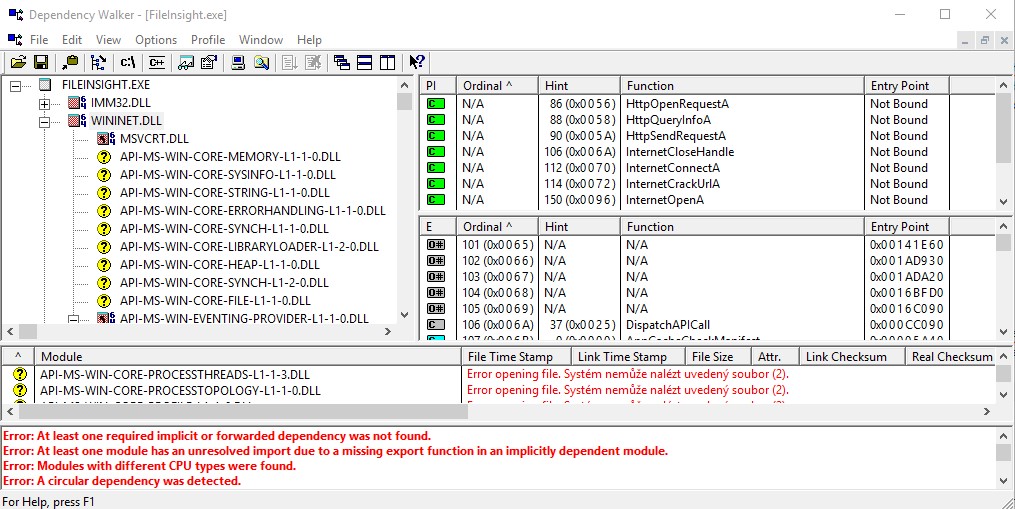 Dependency Walker - [FileInsight.exe]
File Edit View Options Profile Window Help
C:\ C++
FILEINSIGHT.EXE
IMM32.DLL
WININET.DLL
MSVCRT.DLL
API-MS-WIN-CORE-MEMORY-L1-1-0.DLL
API-MS-WIN-CORE-SYSINFO-L1-1-0.DLL
API-MS-WIN-CORE-STRING-L1-1-0.DLL
API-MS-WIN-CORE-ERRORHANDLING-L1-1-0.DLL
API-MS-WIN-CORE-SYNCH-L1-1-0.DLL
API-MS-WIN-CORE-LIBRARYLOADER-L1-2-0.DLL
API-MS-WIN-CORE-HEAP-L1-1-0.DLL
API-MS-WIN-CORE-SYNCH-L1-2-0.DLL
API-MS-WIN-CORE-FILE-L1-1-0.DLL
API-MS-WIN-EVENTING-PROVIDER-L1-1-0.DLL
PI Ordinal ^ Hint Function Entry Point
C N/A 86 (0x0056) HttpOpenRequestA Not Bound
C N/A 88 (0x0058) HttpQueryInfoA Not Bound
C N/A 90 (0x005A) HttpSendRequestA Not Bound
C N/A 106 (0x006A) InternetCloseHandle Not Bound
C N/A 112 (0x0070) InternetConnectA Not Bound
C N/A 114 (0x0072) InternetCrackUrlA Not Bound
C N/A 150 (0x0096) InternetOpenA Not Bound
E Ordinal ^ Hint Function Entry Point
O# 101 (0x0065) N/A N/A 0x00141E60
O# 102 (0x0066) N/A N/A 0x001AD930
O# 103 (0x0067) N/A N/A 0x001ADA20
O# 104 (0x0068) N/A N/A 0x0016BFD0
O# 105 (0x0069) N/A N/A 0x0016C090
C 106 (0x006A) 37 (0x0025) DispatchAPICall 0x000CC090
^ Module File Time Stamp Link Time Stamp File Size Attr. Link Checksum Real Checksum
API-MS-WIN-CORE-PROCESSTHREADS-L1-1-3.DLL Error opening file. Systém nemůže nalézt uvedený soubor (2).
API-MS-WIN-CORE-PROCESSTOPOLOGY-L1-1-0.DLL Error opening file. Systém nemůže nalézt uvedený soubor (2).
Error: At least one required implicit or forwarded dependency was not found.
Error: At least one module has an unresolved import due to a missing export function in an implicitly dependent module.
Error: Modules with different CPU types were found.
Error: A circular dependency was detected.
For Help, press F1